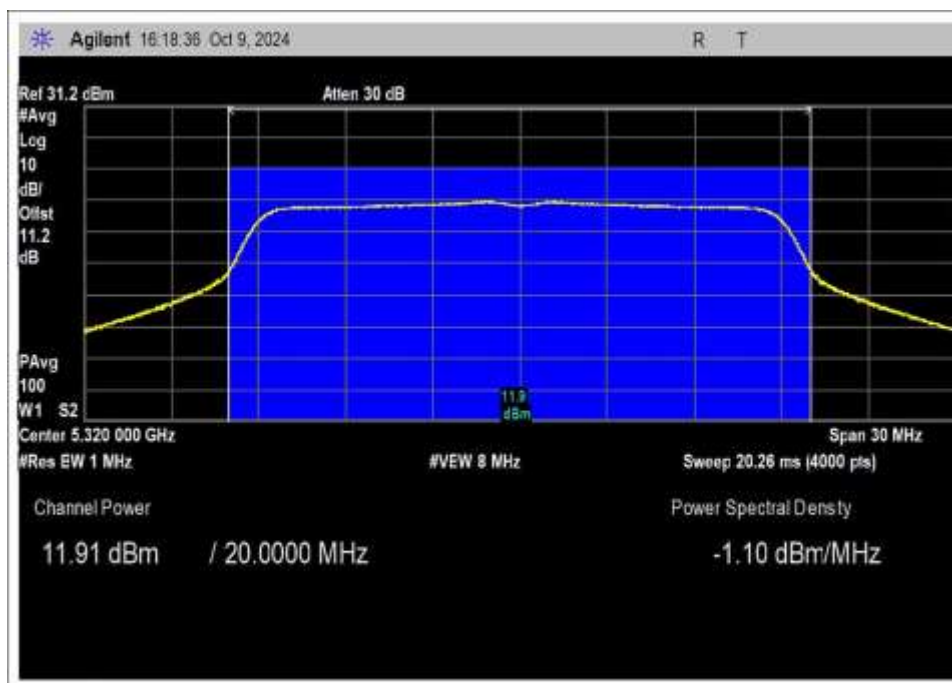 Agilent 16:18:36 Oct 9, 2024 R T
Ref 31.2 dBm Atten 30 dB
#Avg
Log
10
dB/
Offst
11.2
dB
PAvg
100
W1 S2
11.9
dBm
Center 5.320 000 GHz Span 30 MHz
#Res BW 1 MHz #VBW 8 MHz Sweep 20.26 ms (4000 pts)
Channel Power Power Spectral Density
11.91 dBm / 20.0000 MHz -1.10 dBm/MHz